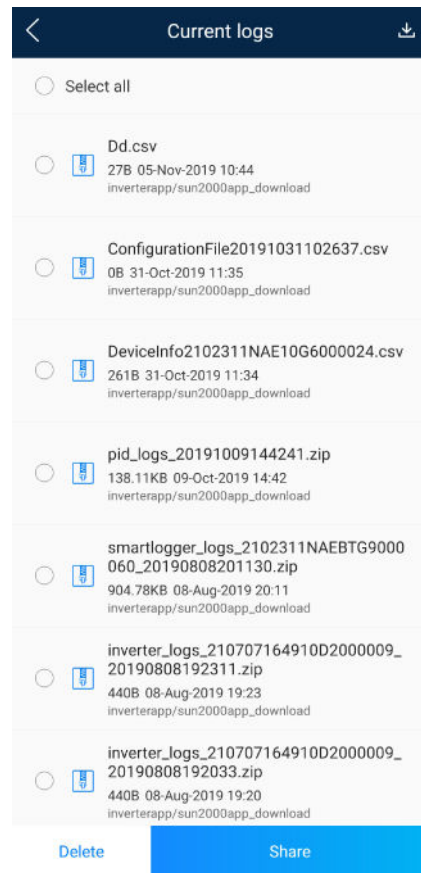 Current logs
Select all
Dd.csv
27B 05-Nov-2019 10:44
inverterapp/sun2000app_download
ConfigurationFile20191031102637.csv
0B 31-Oct-2019 11:35
inverterapp/sun2000app_download
DeviceInfo2102311NAE10G6000024.csv
261B 31-Oct-2019 11:34
inverterapp/sun2000app_download
pid_logs_20191009144241.zip
138.11KB 09-Oct-2019 14:42
inverterapp/sun2000app_download
smartlogger_logs_2102311NAEBTG9000
060_20190808201130.zip
904.78KB 08-Aug-2019 20:11
inverterapp/sun2000app_download
inverter_logs_210707164910D2000009_
20190808192311.zip
440B 08-Aug-2019 19:23
inverterapp/sun2000app_download
inverter_logs_210707164910D2000009_
20190808192033.zip
440B 08-Aug-2019 19:20
inverterapp/sun2000app_download
Delete Share